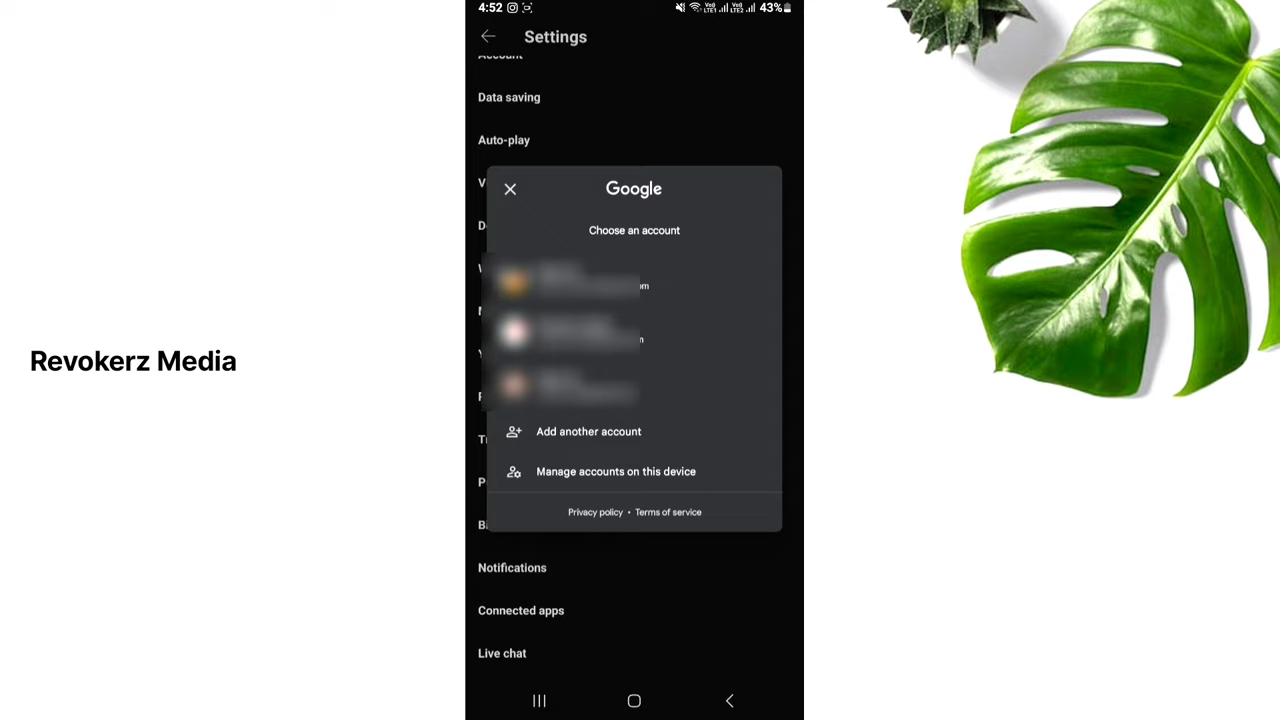 4:52
43%
Settings
Account
Data saving
Auto-play
Google
Choose an account
Add another account
Manage accounts on this device
Privacy policy • Terms of service
Notifications
Connected apps
Live chat
Revokerz Media